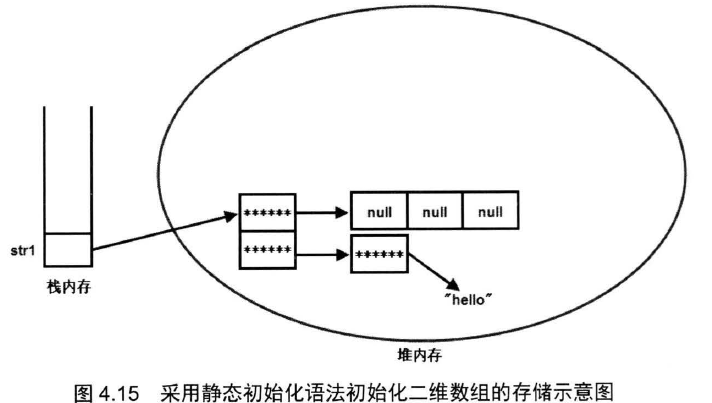 ****** null null null
str1 ****** ******
栈内存 "hello"
堆内存
图 4.15 采用静态初始化语法初始化二维数组的存储示意图